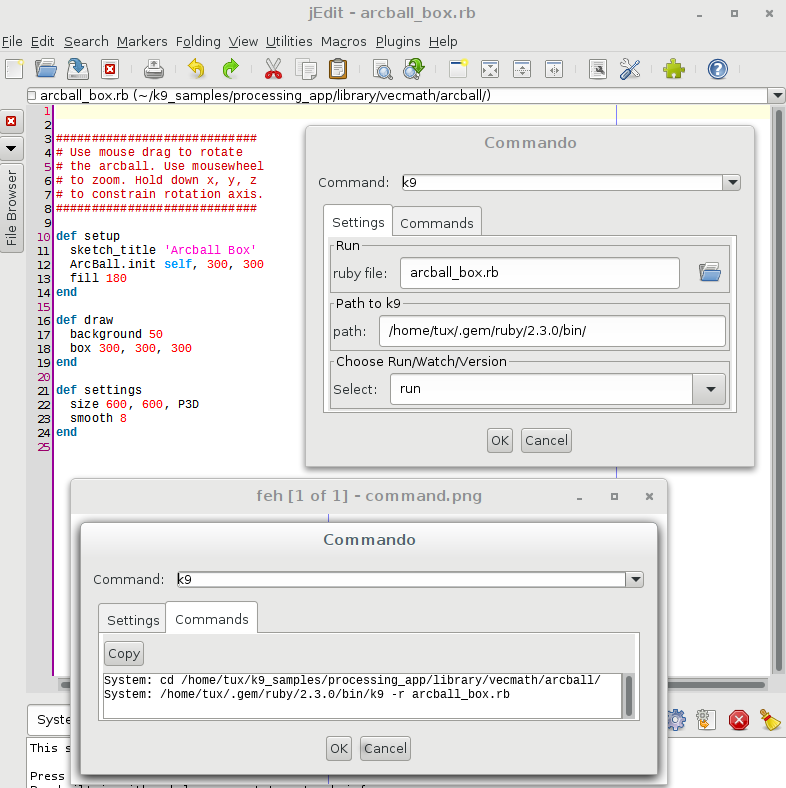 jEdit - arcball_box.rb
File Edit Search Markers Folding View Utilities Macros Plugins Help
arcball_box.rb (~/k9_samples/processing_app/library/vecmath/arcball/)
File Browser
1
2
3 ############################
4 # Use mouse drag to rotate
5 # the arcball. Use mousewheel
6 # to zoom. Hold down x, y, z
7 # to constrain rotation axis.
8 ############################
9
10 def setup
11 sketch_title 'Arcball Box'
12 ArcBall.init self, 300, 300
13 fill 180
14 end
15
16 def draw
17 background 50
18 box 300, 300, 300
19 end
20
21 def settings
22 size 600, 600, P3D
23 smooth 8
24 end
25
Commando
Command: k9
Settings Commands
Run
ruby file: arcball_box.rb
Path to k9
path: /home/tux/.gem/ruby/2.3.0/bin/
Choose Run/Watch/Version
Select: run
OK Cancel
feh [1 of 1] - command.png
Commando
Command: k9
Settings Commands
Copy
System: cd /home/tux/k9_samples/processing_app/library/vecmath/arcball/
System: /home/tux/.gem/ruby/2.3.0/bin/k9 -r arcball_box.rb
OK Cancel
Syste
This s
Press